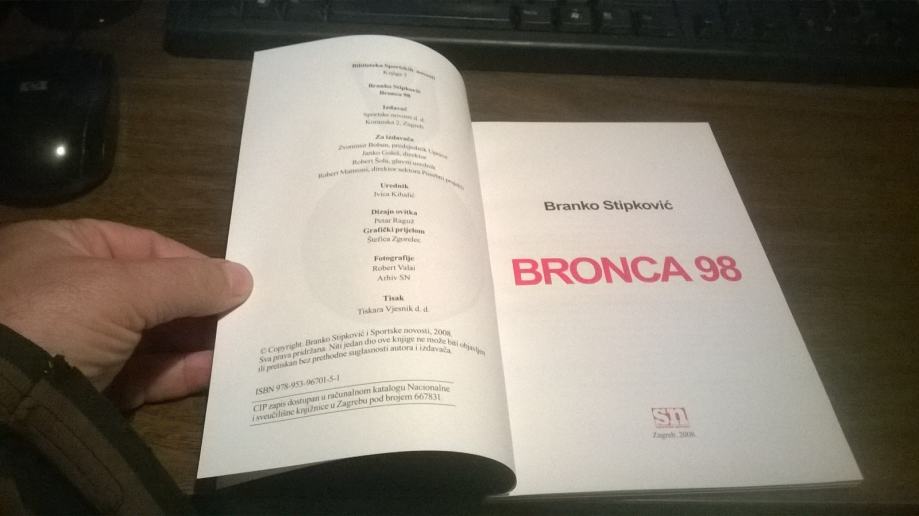 Biblioteka Sportskih novosti
Knjiga 1
Branko Stipković
Bronca 98
Izdavač
Sportske novosti d. d.
Koranska 2, Zagreb
Za izdavača
Zvonimir Boban, predsjednik Uprave
Janko Goleš, direktor
Robert Šola, glavni urednik
Robert Matteoni, direktor sektora Posebni projekti
Urednik
Ivica
Dizajn ovitka
Petar Raguž
Grafički prijelom
Štefica Zgorelec
Fotografije
Robert Valai
Arhiv SN
Tisak
Tiskara Vjesnik d. d.
© Copyright. Branko Stipković i Sportske novosti, 2008.
Sva prava pridržana. Niti jedan dio ove knjige ne može biti objavljen
ili pretiskan bez prethodne suglasnosti autora i izdavača.
ISBN 978-953-96701-5-1
CIP zapis dostupan u računalnom katalogu Nacionalne
i sveučilišne knjižnice u Zagrebu pod brojem 667831.
Branko Stipković
BRONCA 98
sn
Zagreb, 2008.